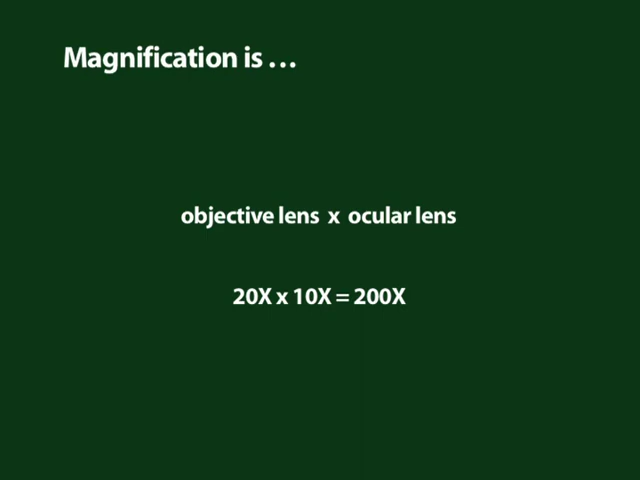 Magnification is . . .
objective lens x ocular lens
20X x 10X = 200X